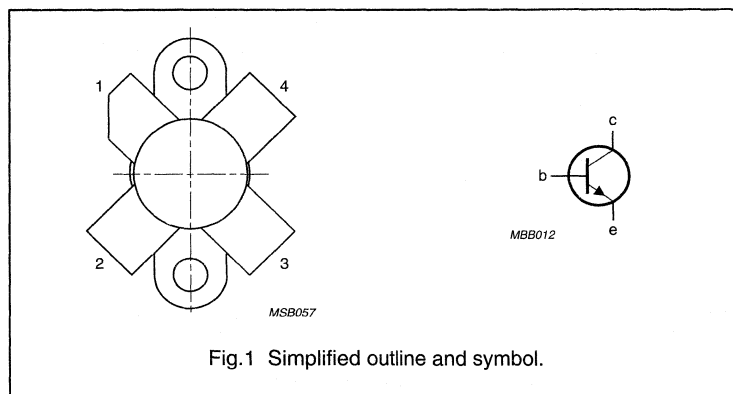 1
4
2
3
MSB057
c
b
e
MBB012
Fig.1 Simplified outline and symbol.